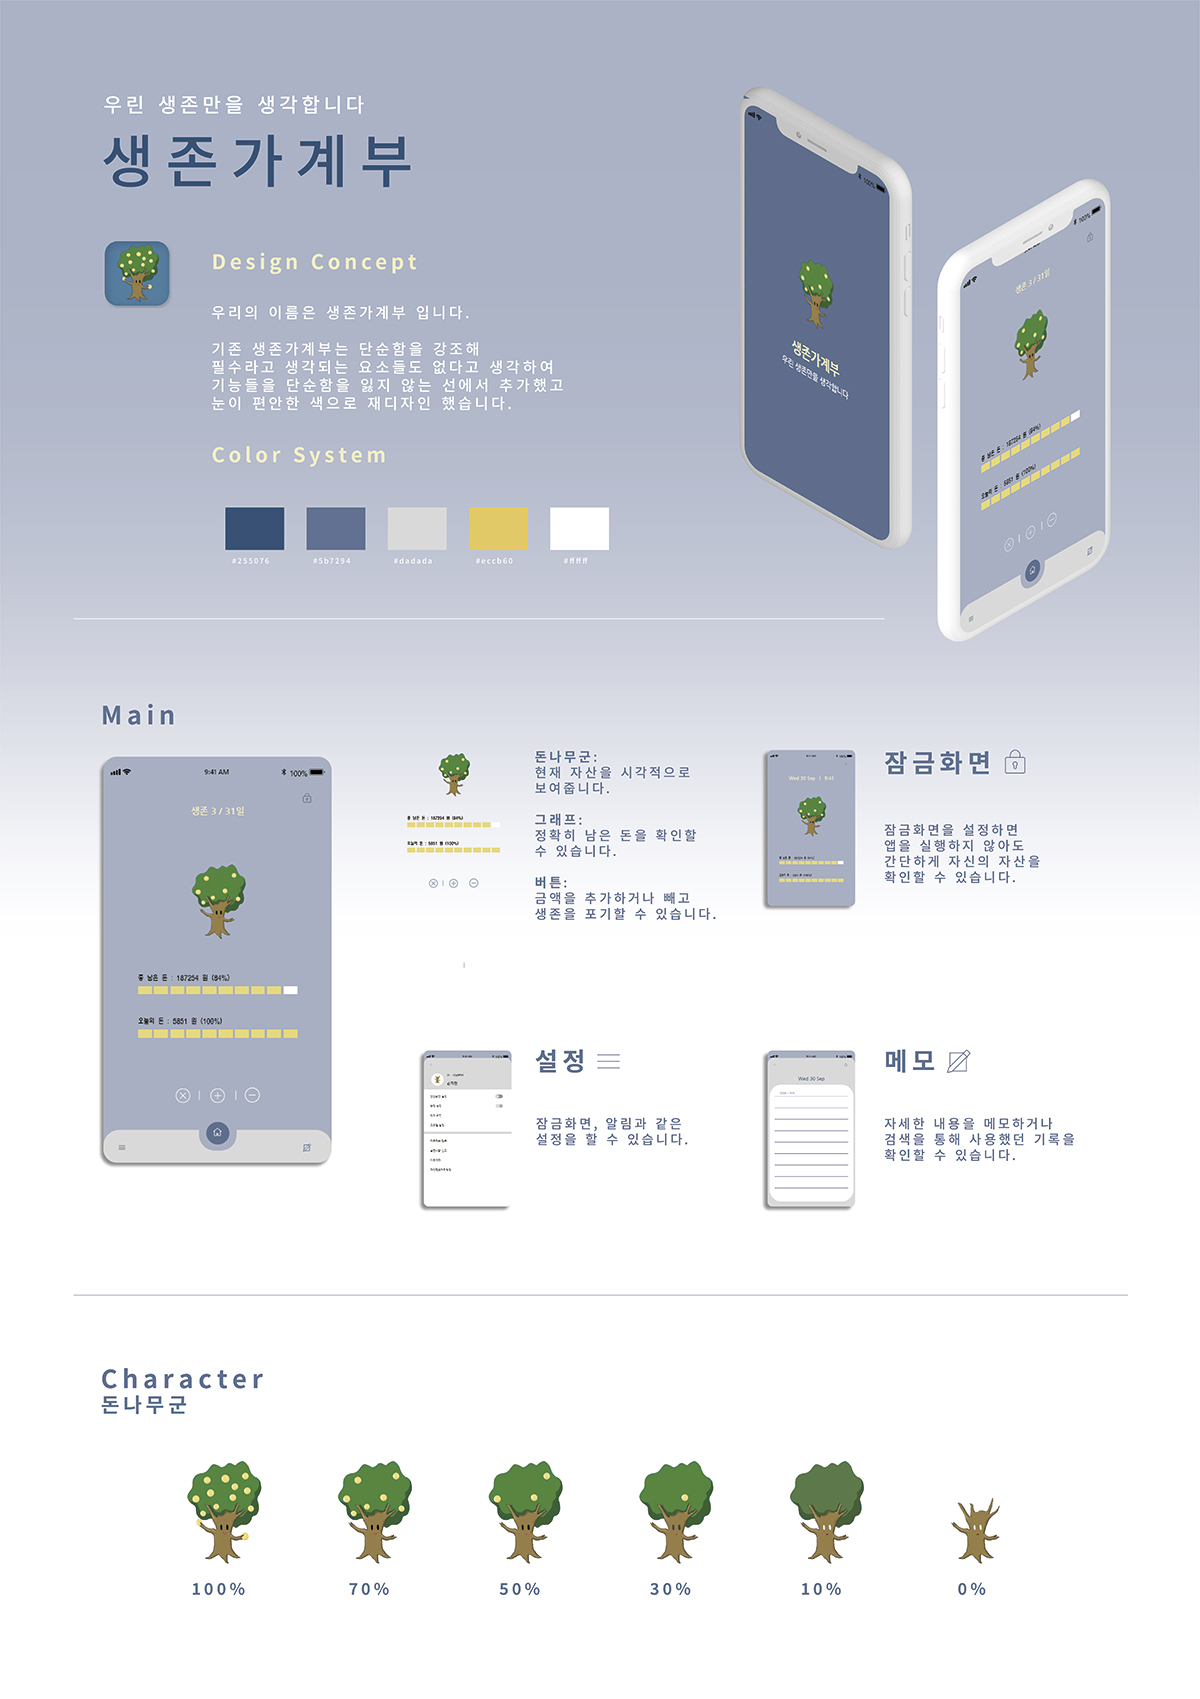 우린 생존만을 생각합니다
생존가계부
Design Concept
우리의 이름은 생존가계부 입니다.
기존 생존가계부는 단순함을 강조해
필수라고 생각되는 요소들도 없다고 생각하여
기능들을 단순함을 잃지 않는 선에서 추가했고
눈이 편안한 색으로 재디자인 했습니다.
Color System
#255076
#5b7294
#dadada
#eccb60
#ffffff
100%
생존가계부
우린 생존만을 생각합니다
100%
생존 3 / 31일
총 남은 돈 : 187254 원 (84%)
오늘의 돈 : 5851 원 (100%)
Main
9:41 AM
100%
생존 3 / 31일
총 남은 돈 : 187254 원 (84%)
오늘의 돈 : 5851 원 (100%)
총 남은 돈 : 187254 원 (84%)
오늘의 돈 : 5851 원 (100%)
돈나무군:
현재 자산을 시각적으로
보여줍니다.
그래프:
정확히 남은 돈을 확인할
수 있습니다.
버튼:
금액을 추가하거나 빼고
생존을 포기할 수 있습니다.
Wed 30 Sep | 9:41
잠금화면
잠금화면을 설정하면
앱을 실행하지 않아도
간단하게 자신의 자산을
확인할 수 있습니다.
설정
잠금화면, 알림과 같은
설정을 할 수 있습니다.
Wed 30 Sep
메모
자세한 내용을 메모하거나
검색을 통해 사용했던 기록을
확인할 수 있습니다.
Character
돈나무군
100%
70%
50%
30%
10%
0%